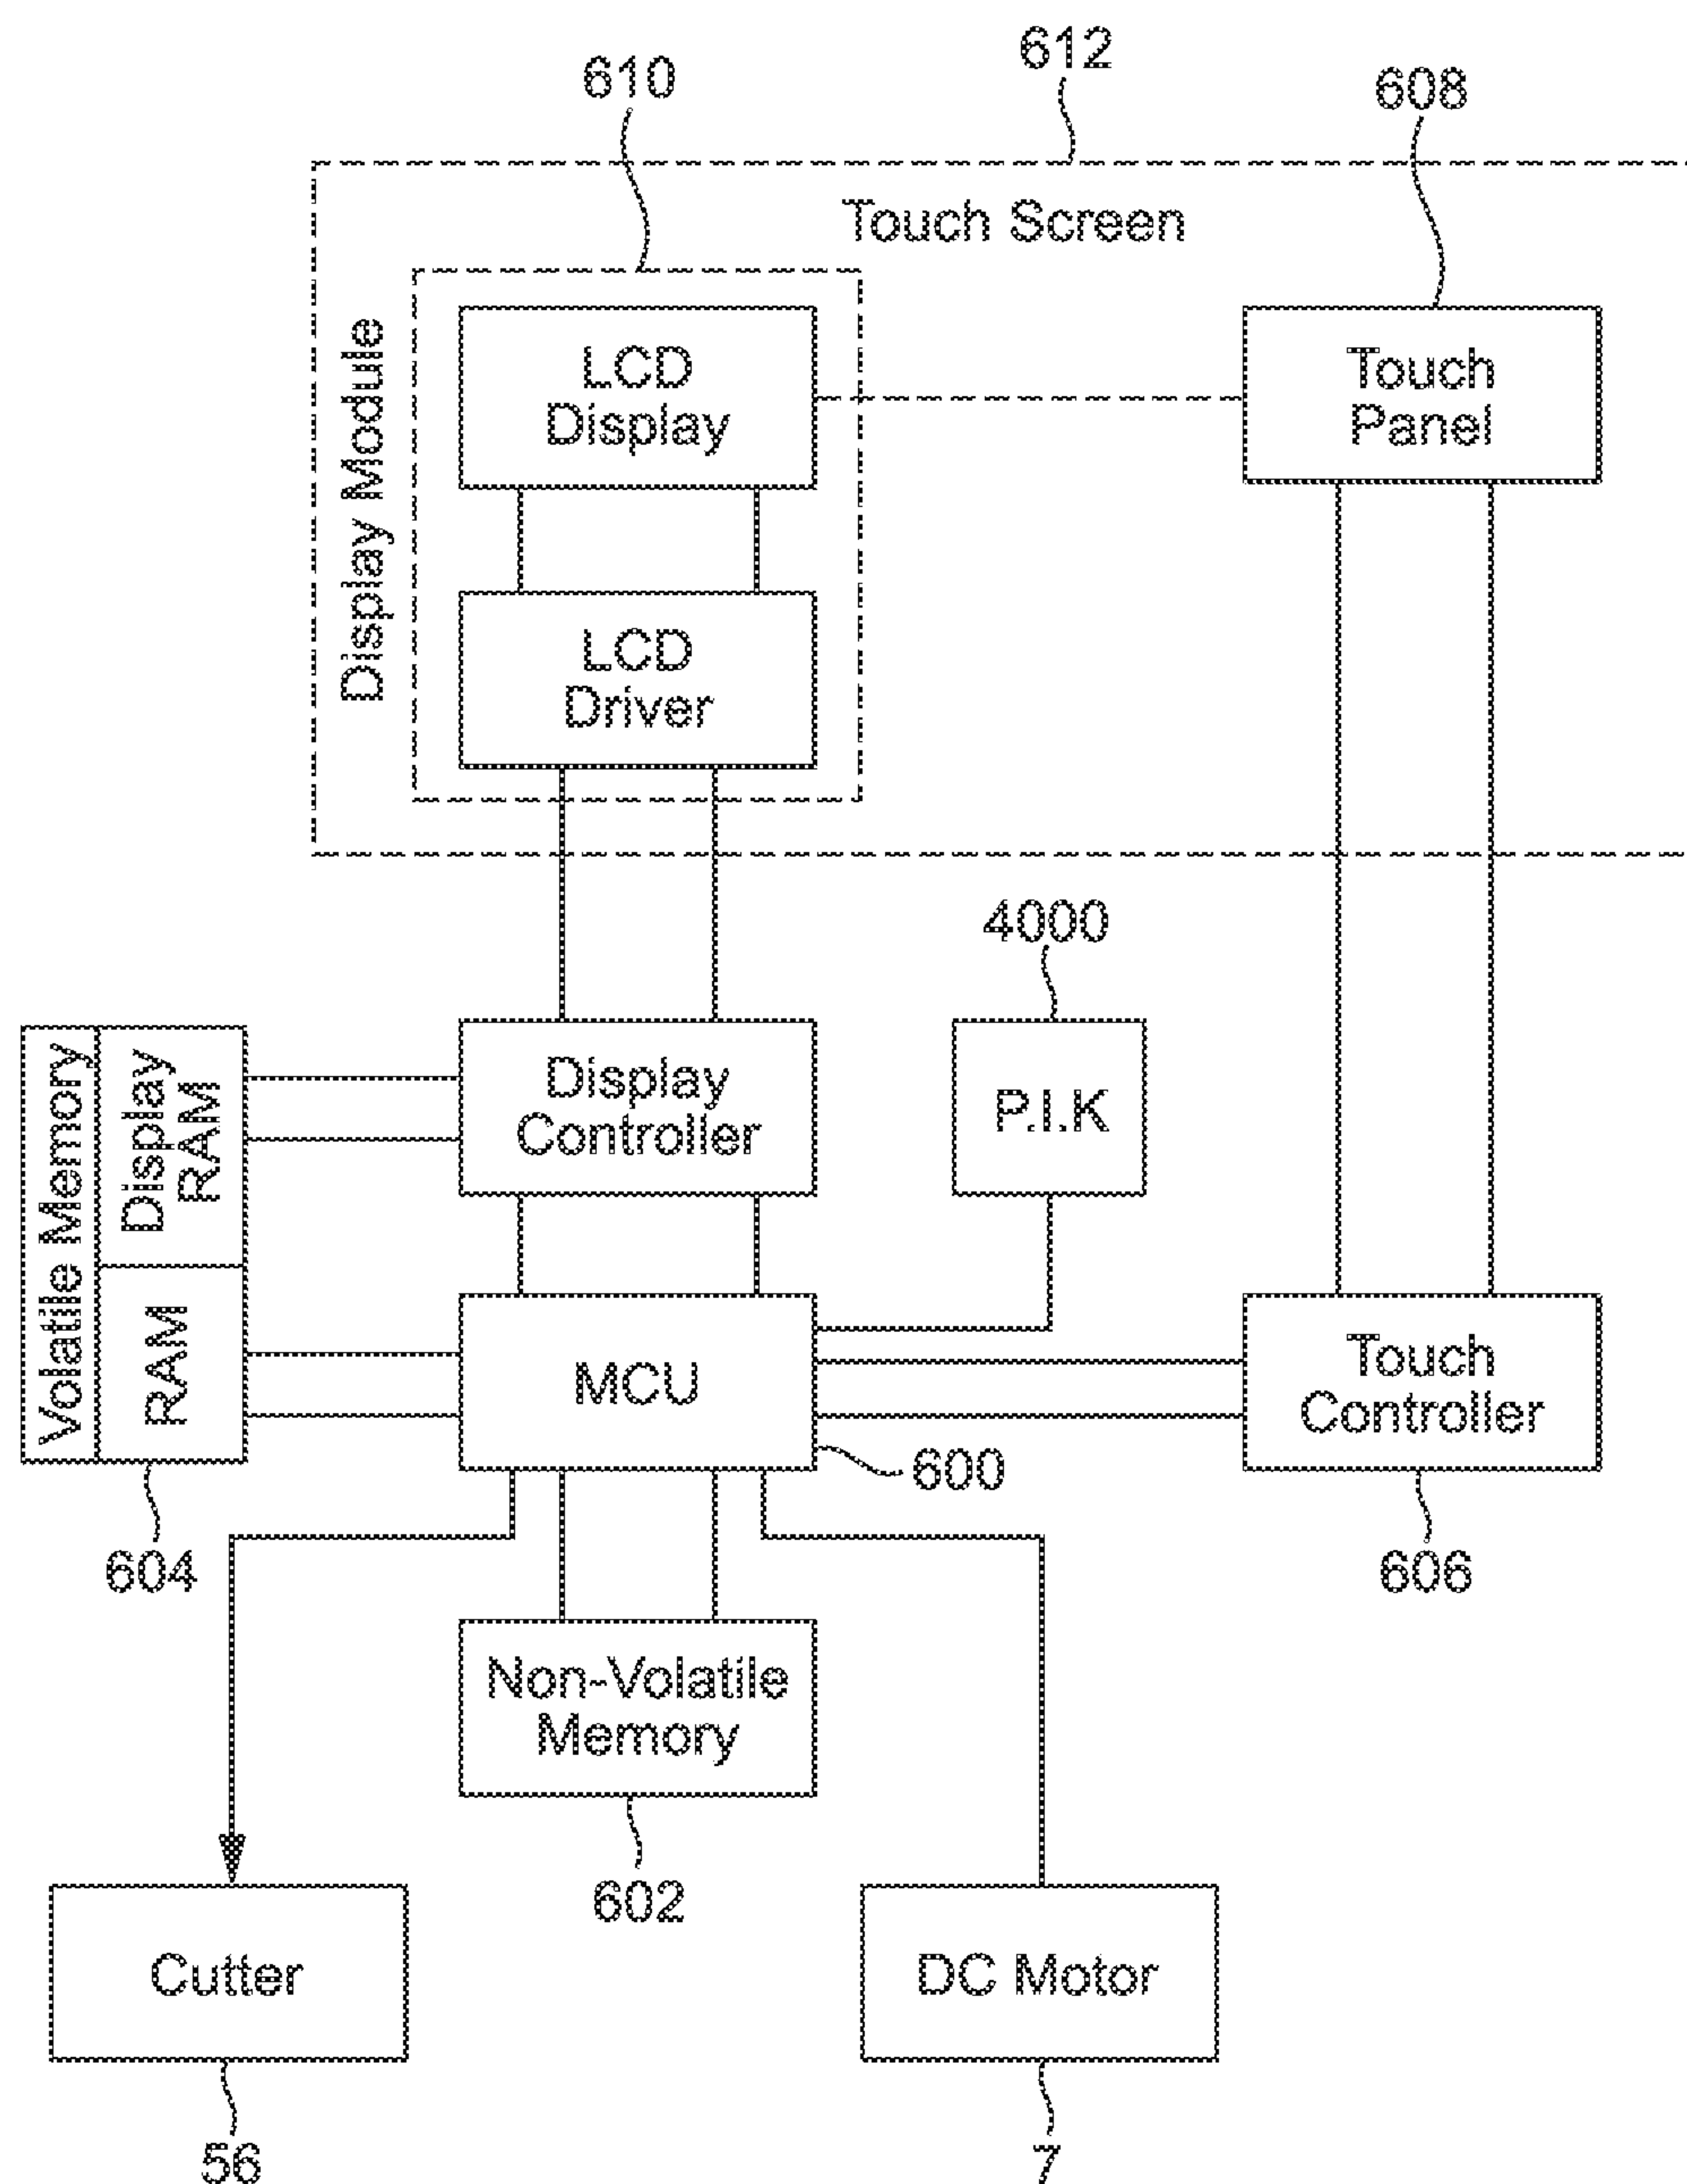 612
610
608
Touch Screen
Display Module
LCD
Display
Touch
Panel
LCD
Driver
4000
Volatile Memory
Display
RAM
Display
Controller
P.I.K
RAM
MCU
Touch
Controller
600
604
606
Non-Volatile
Memory
602
Cutter
DC Motor
56
7